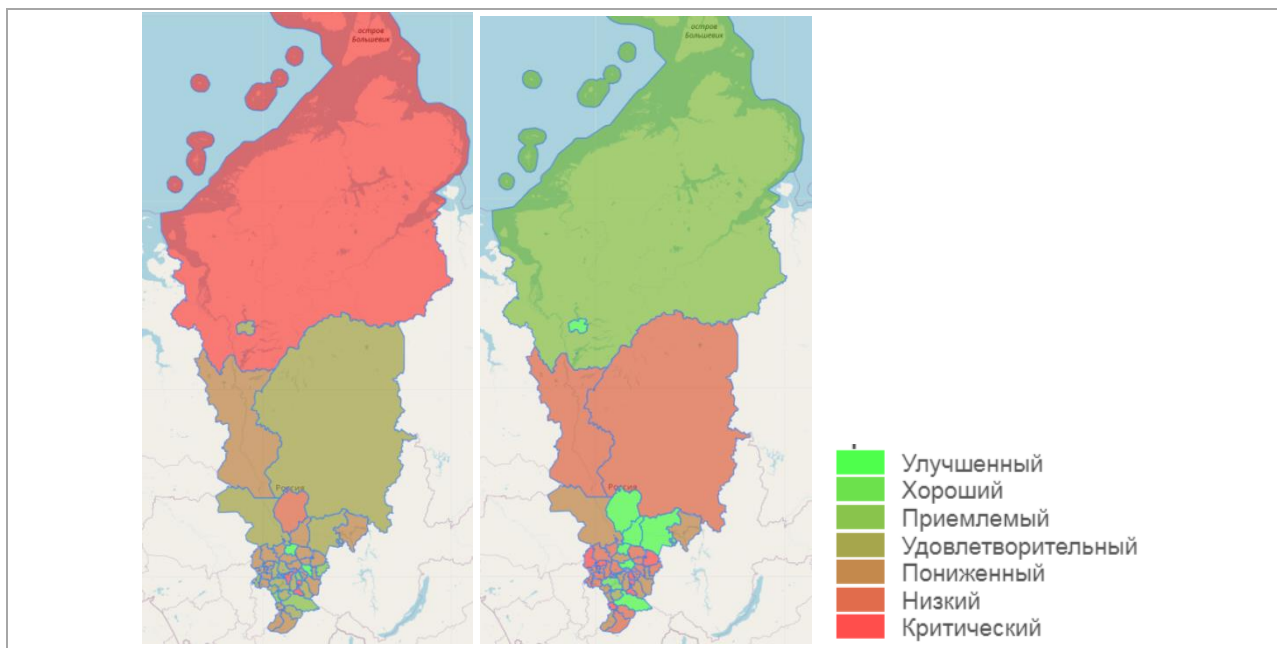 остров
Большевик
остров
Большевик
Россия
Россия
Улучшенный
Хороший
Приемлемый
Удовлетворительный
Пониженный
Низкий
Критический